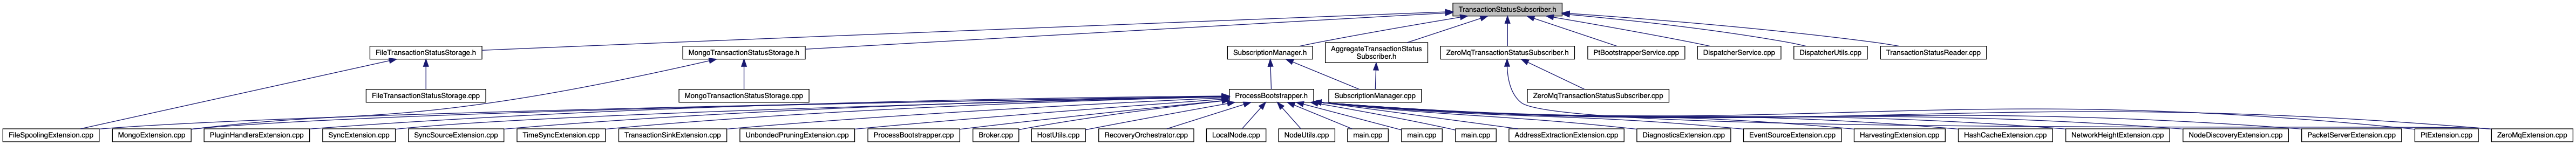 TransactionStatusSubscriber.h
FileTransactionStatusStorage.h
MongoTransactionStatusStorage.h
SubscriptionManager.h
AggregateTransactionStatus
Subscriber.h
ZeroMqTransactionStatusSubscriber.h
PtBootstrapperService.cpp
DispatcherService.cpp
DispatcherUtils.cpp
TransactionStatusReader.cpp
FileTransactionStatusStorage.cpp
MongoTransactionStatusStorage.cpp
ProcessBootstrapper.h
SubscriptionManager.cpp
ZeroMqTransactionStatusSubscriber.cpp
FileSpoolingExtension.cpp
MongoExtension.cpp
PluginHandlersExtension.cpp
SyncExtension.cpp
SyncSourceExtension.cpp
TimeSyncExtension.cpp
TransactionSinkExtension.cpp
UnbondedPruningExtension.cpp
ProcessBootstrapper.cpp
Broker.cpp
HostUtils.cpp
RecoveryOrchestrator.cpp
LocalNode.cpp
NodeUtils.cpp
main.cpp
main.cpp
main.cpp
AddressExtractionExtension.cpp
DiagnosticsExtension.cpp
EventSourceExtension.cpp
HarvestingExtension.cpp
HashCacheExtension.cpp
NetworkHeightExtension.cpp
NodeDiscoveryExtension.cpp
PacketServerExtension.cpp
PtExtension.cpp
ZeroMqExtension.cpp